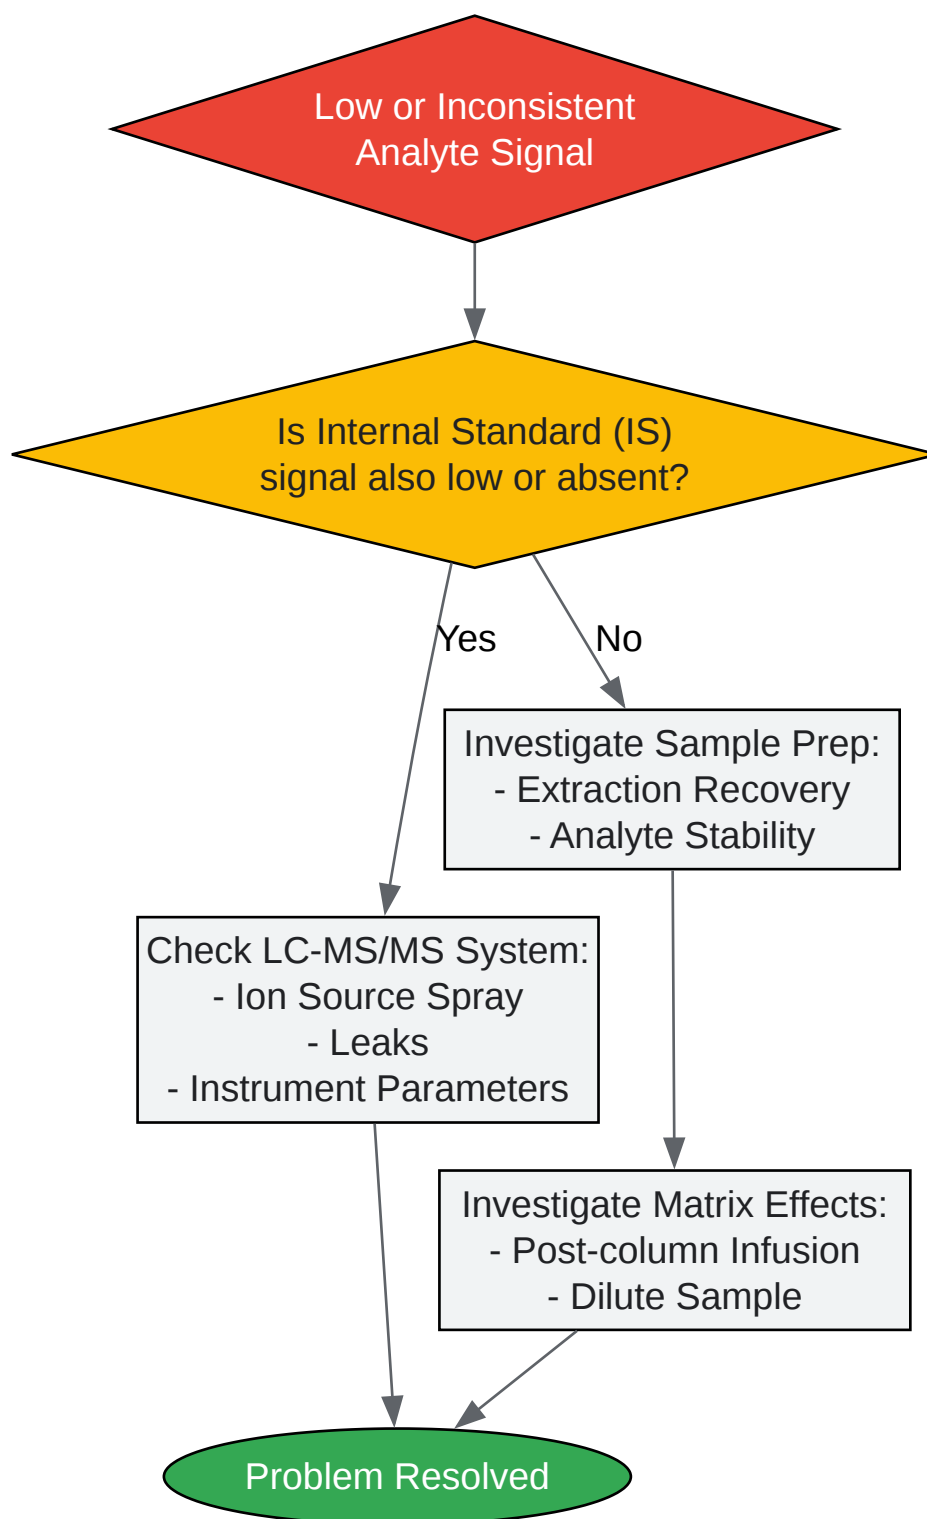 Low or Inconsistent
Analyte Signal
Is Internal Standard (IS)
signal also low or absent?
Yes
No
Investigate Sample Prep:
- Extraction Recovery
- Analyte Stability
Check LC-MS/MS System:
- Ion Source Spray
- Leaks
- Instrument Parameters
Investigate Matrix Effects:
- Post-column Infusion
- Dilute Sample
Problem Resolved